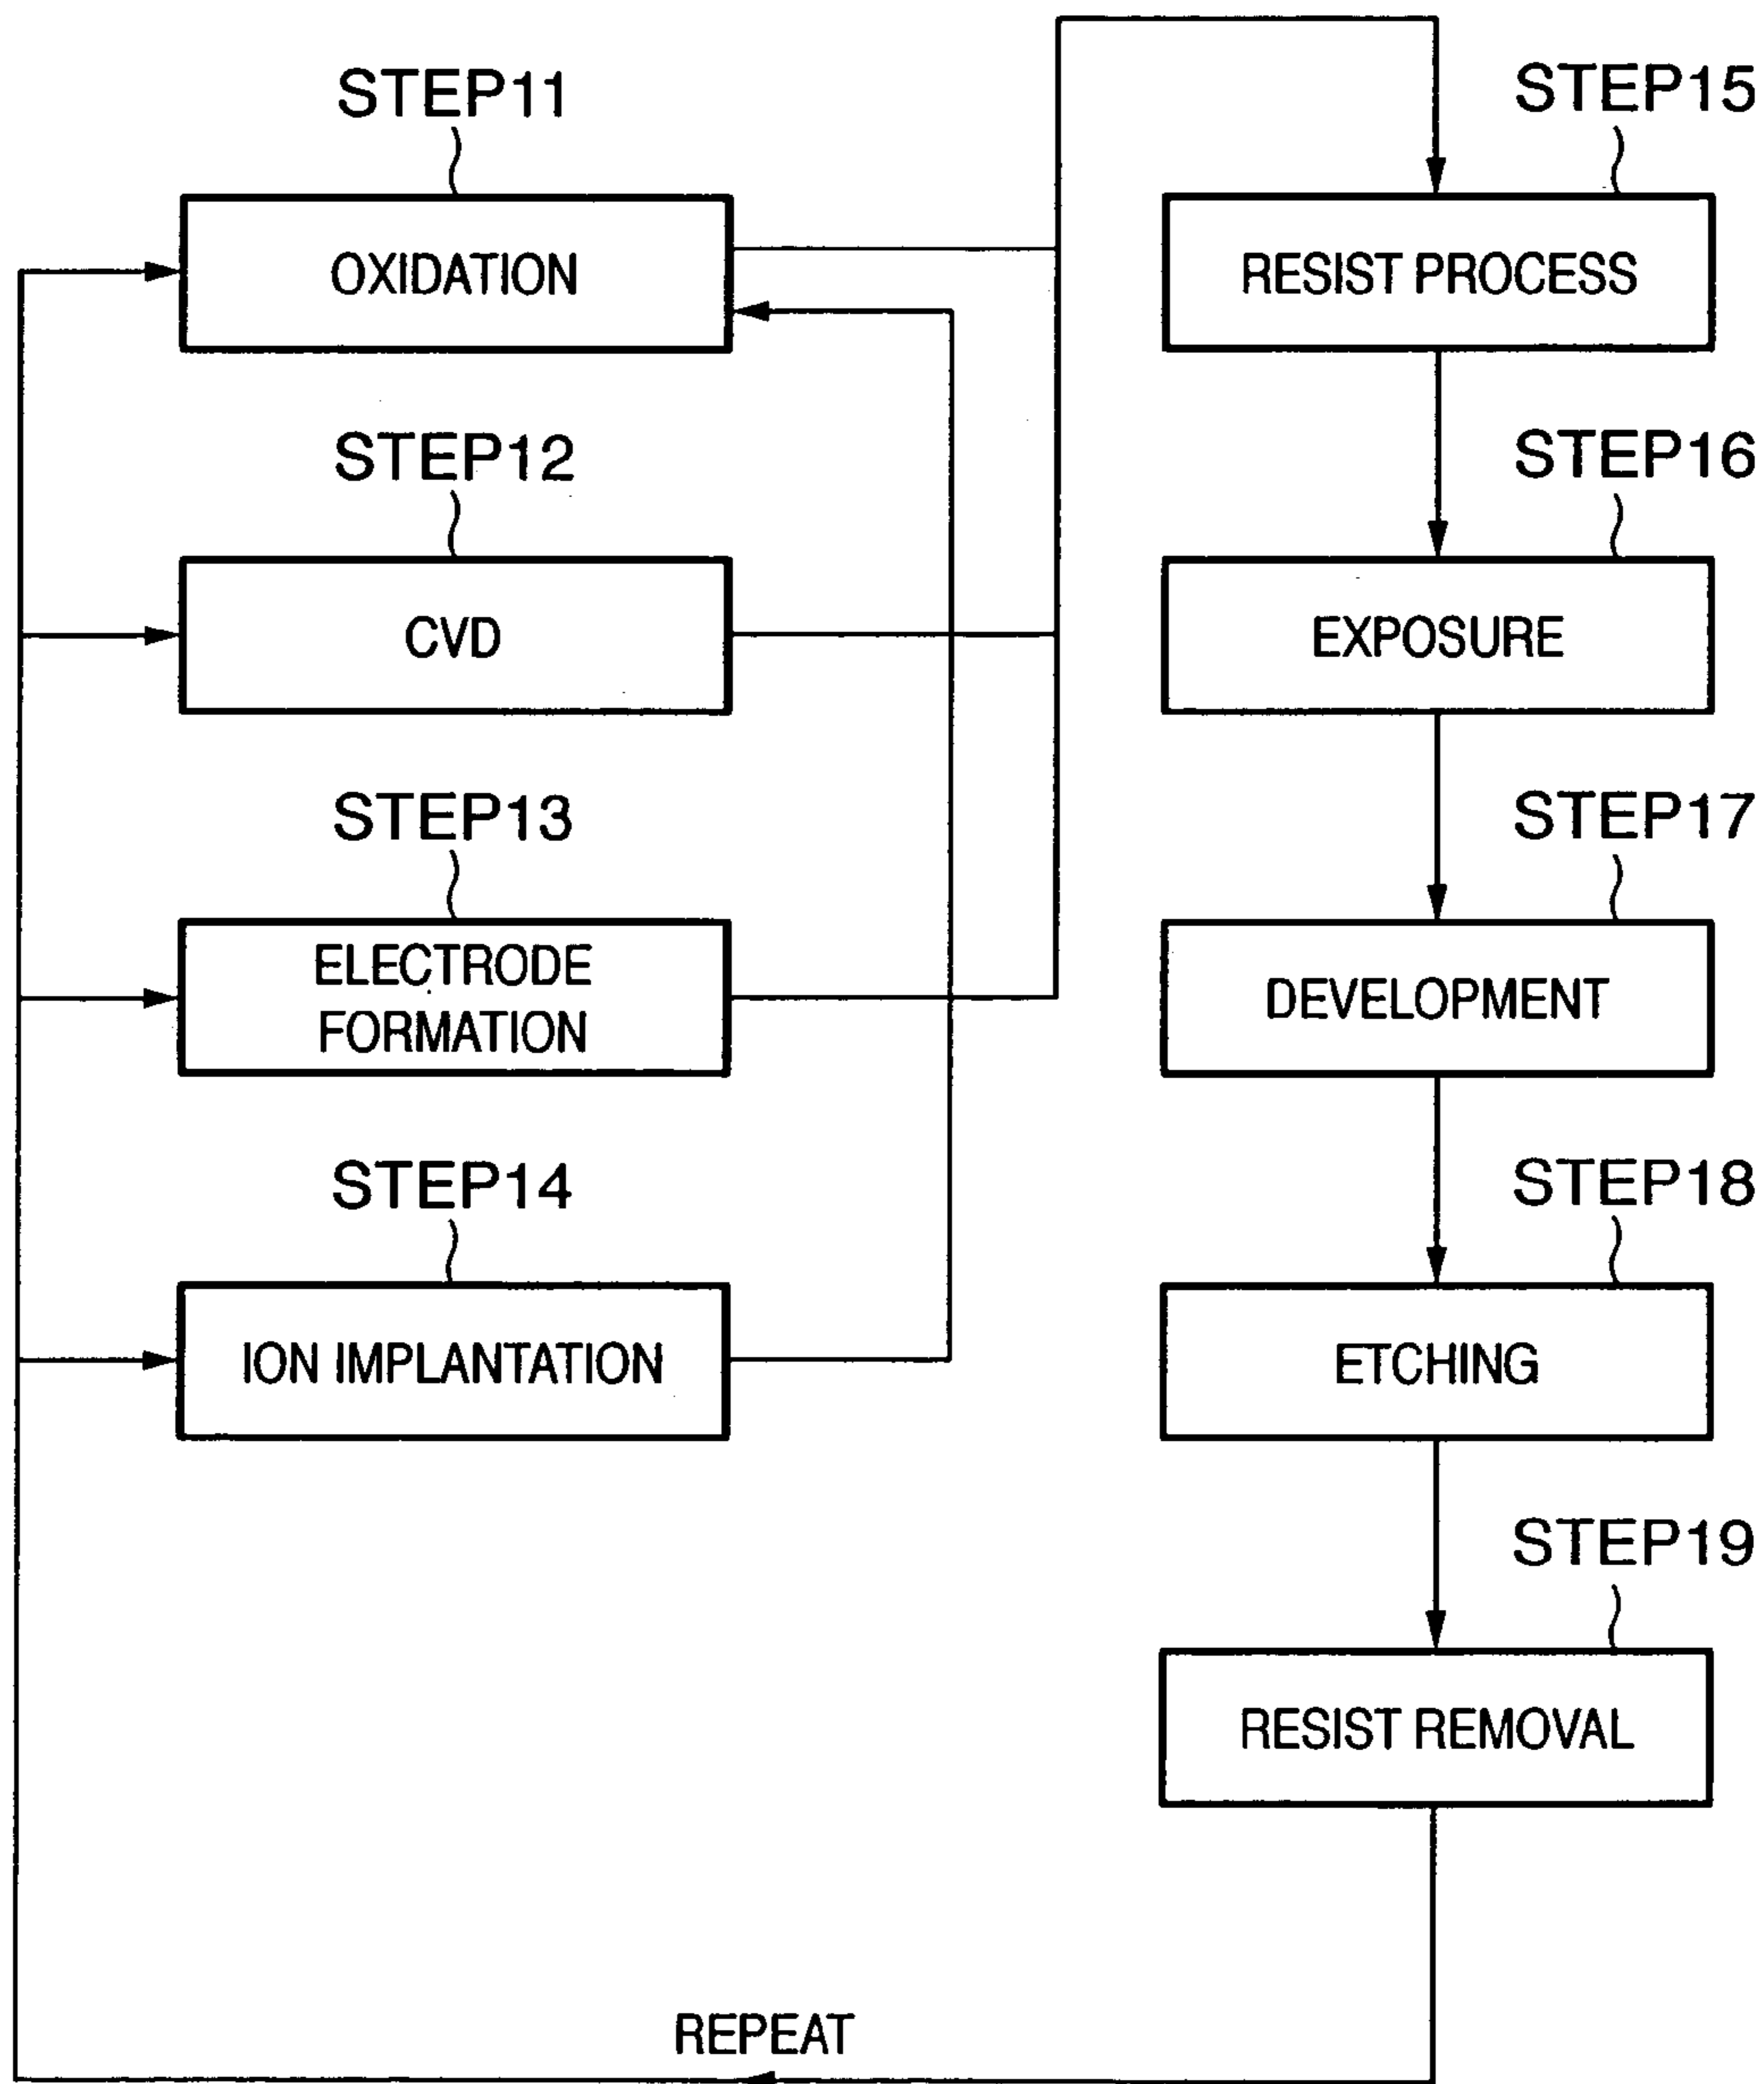 STEP11
OXIDATION
STEP12
CVD
STEP13
ELECTRODE
FORMATION
STEP14
ION IMPLANTATION
STEP15
RESIST PROCESS
STEP16
EXPOSURE
STEP17
DEVELOPMENT
STEP18
ETCHING
STEP19
RESIST REMOVAL
REPEAT